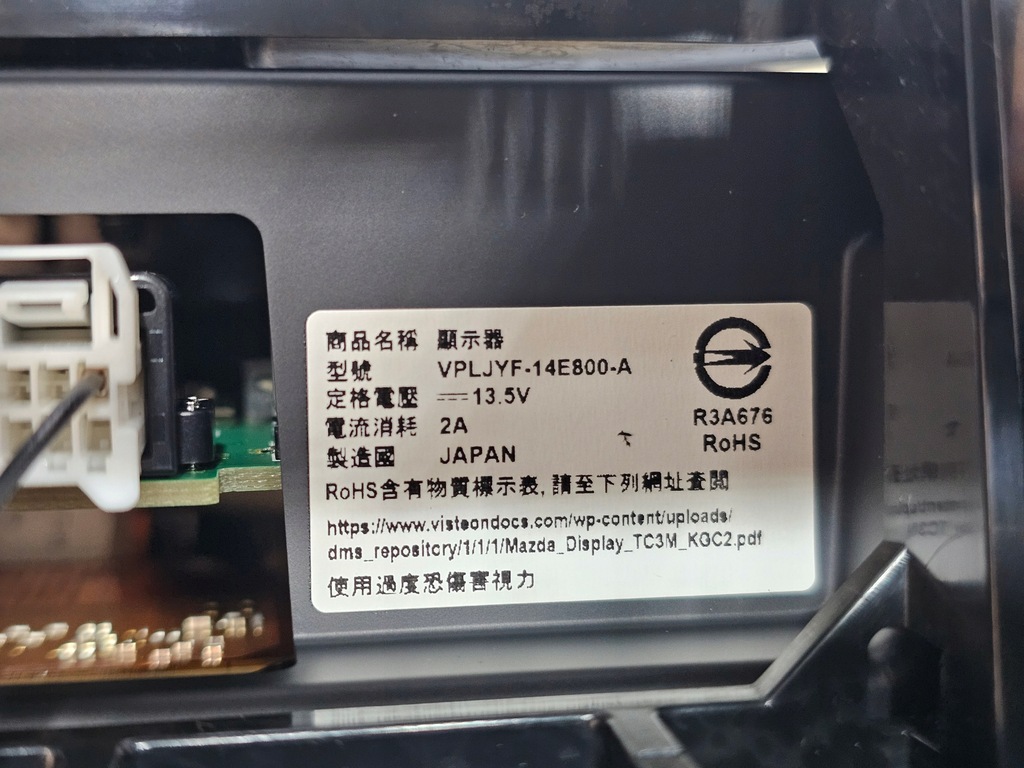 商品名稱 顯示器
型號 VPLJYF-14E800-A
定格電壓 ⎓13.5V
電流消耗 2A
製造國 JAPAN
R3A676
RoHS
RoHS含有物質標示表,請至下列網址查閱
https://www.visteondocs.com/wp-content/uploads/
dms_repository/1/1/1/Mazda_Display_TC3M_KGC2.pdf
使用過度恐傷害視力